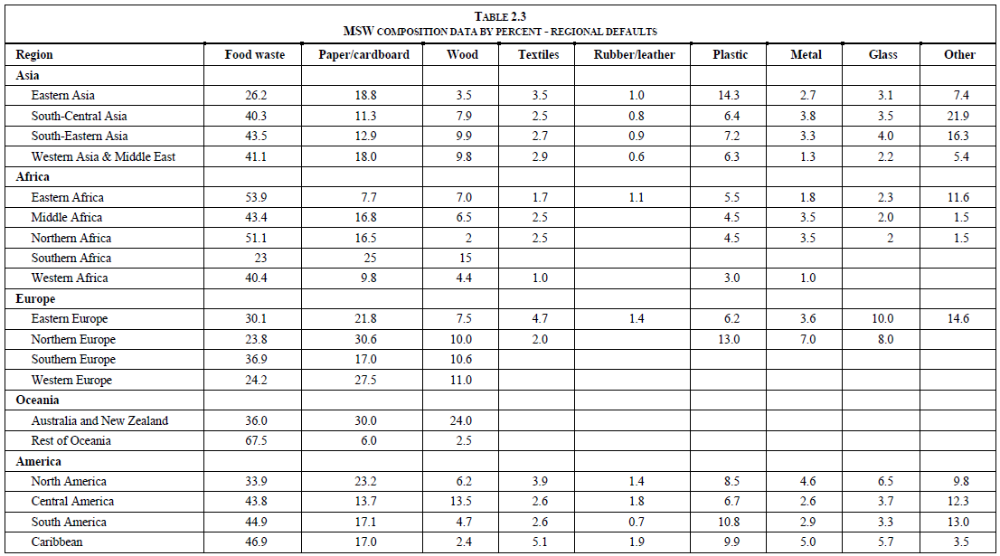 TABLE 2.3
MSW COMPOSITION DATA BY PERCENT - REGIONAL DEFAULTS
Region Food waste Paper/cardboard Wood Textiles Rubber/leather Plastic Metal Glass Other
Asia
Eastern Asia 26.2 18.8 3.5 3.5 1.0 14.3 2.7 3.1 7.4
South-Central Asia 40.3 11.3 7.9 2.5 0.8 6.4 3.8 3.5 21.9
South-Eastern Asia 43.5 12.9 9.9 2.7 0.9 7.2 3.3 4.0 16.3
Western Asia & Middle East 41.1 18.0 9.8 2.9 0.6 6.3 1.3 2.2 5.4
Africa
Eastern Africa 53.9 7.7 7.0 1.7 1.1 5.5 1.8 2.3 11.6
Middle Africa 43.4 16.8 6.5 2.5 4.5 3.5 2.0 1.5
Northern Africa 51.1 16.5 2 2.5 4.5 3.5 2 1.5
Southern Africa 23 25 15
Western Africa 40.4 9.8 4.4 1.0 3.0 1.0
Europe
Eastern Europe 30.1 21.8 7.5 4.7 1.4 6.2 3.6 10.0 14.6
Northern Europe 23.8 30.6 10.0 2.0 13.0 7.0 8.0
Southern Europe 36.9 17.0 10.6
Western Europe 24.2 27.5 11.0
Oceania
Australia and New Zealand 36.0 30.0 24.0
Rest of Oceania 67.5 6.0 2.5
America
North America 33.9 23.2 6.2 3.9 1.4 8.5 4.6 6.5 9.8
Central America 43.8 13.7 13.5 2.6 1.8 6.7 2.6 3.7 12.3
South America 44.9 17.1 4.7 2.6 0.7 10.8 2.9 3.3 13.0
Caribbean 46.9 17.0 2.4 5.1 1.9 9.9 5.0 5.7 3.5